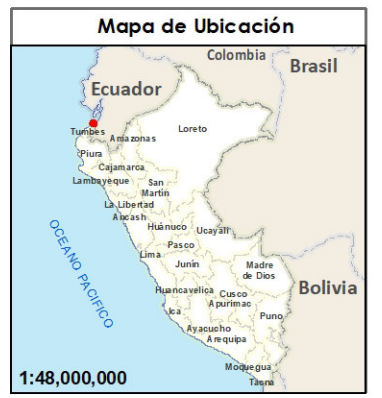 Mapa de Ubicación
Colombia
Brasil
Ecuador
Tumbes
Amazonas
Loreto
Piura
Cajamarca
Lambayeque
San
Martin
La Libertad
Ancash
Huànuco
Ucayali
Pasco
Lima
Junín
Madre
de Dios
OCEANO PACIFICO
Huancavelica
Cusco
Bolivia
Apurimac
Ica
Puno
Ayacucho
Arequipa
Moquegua
Tacna
1:48,000,000